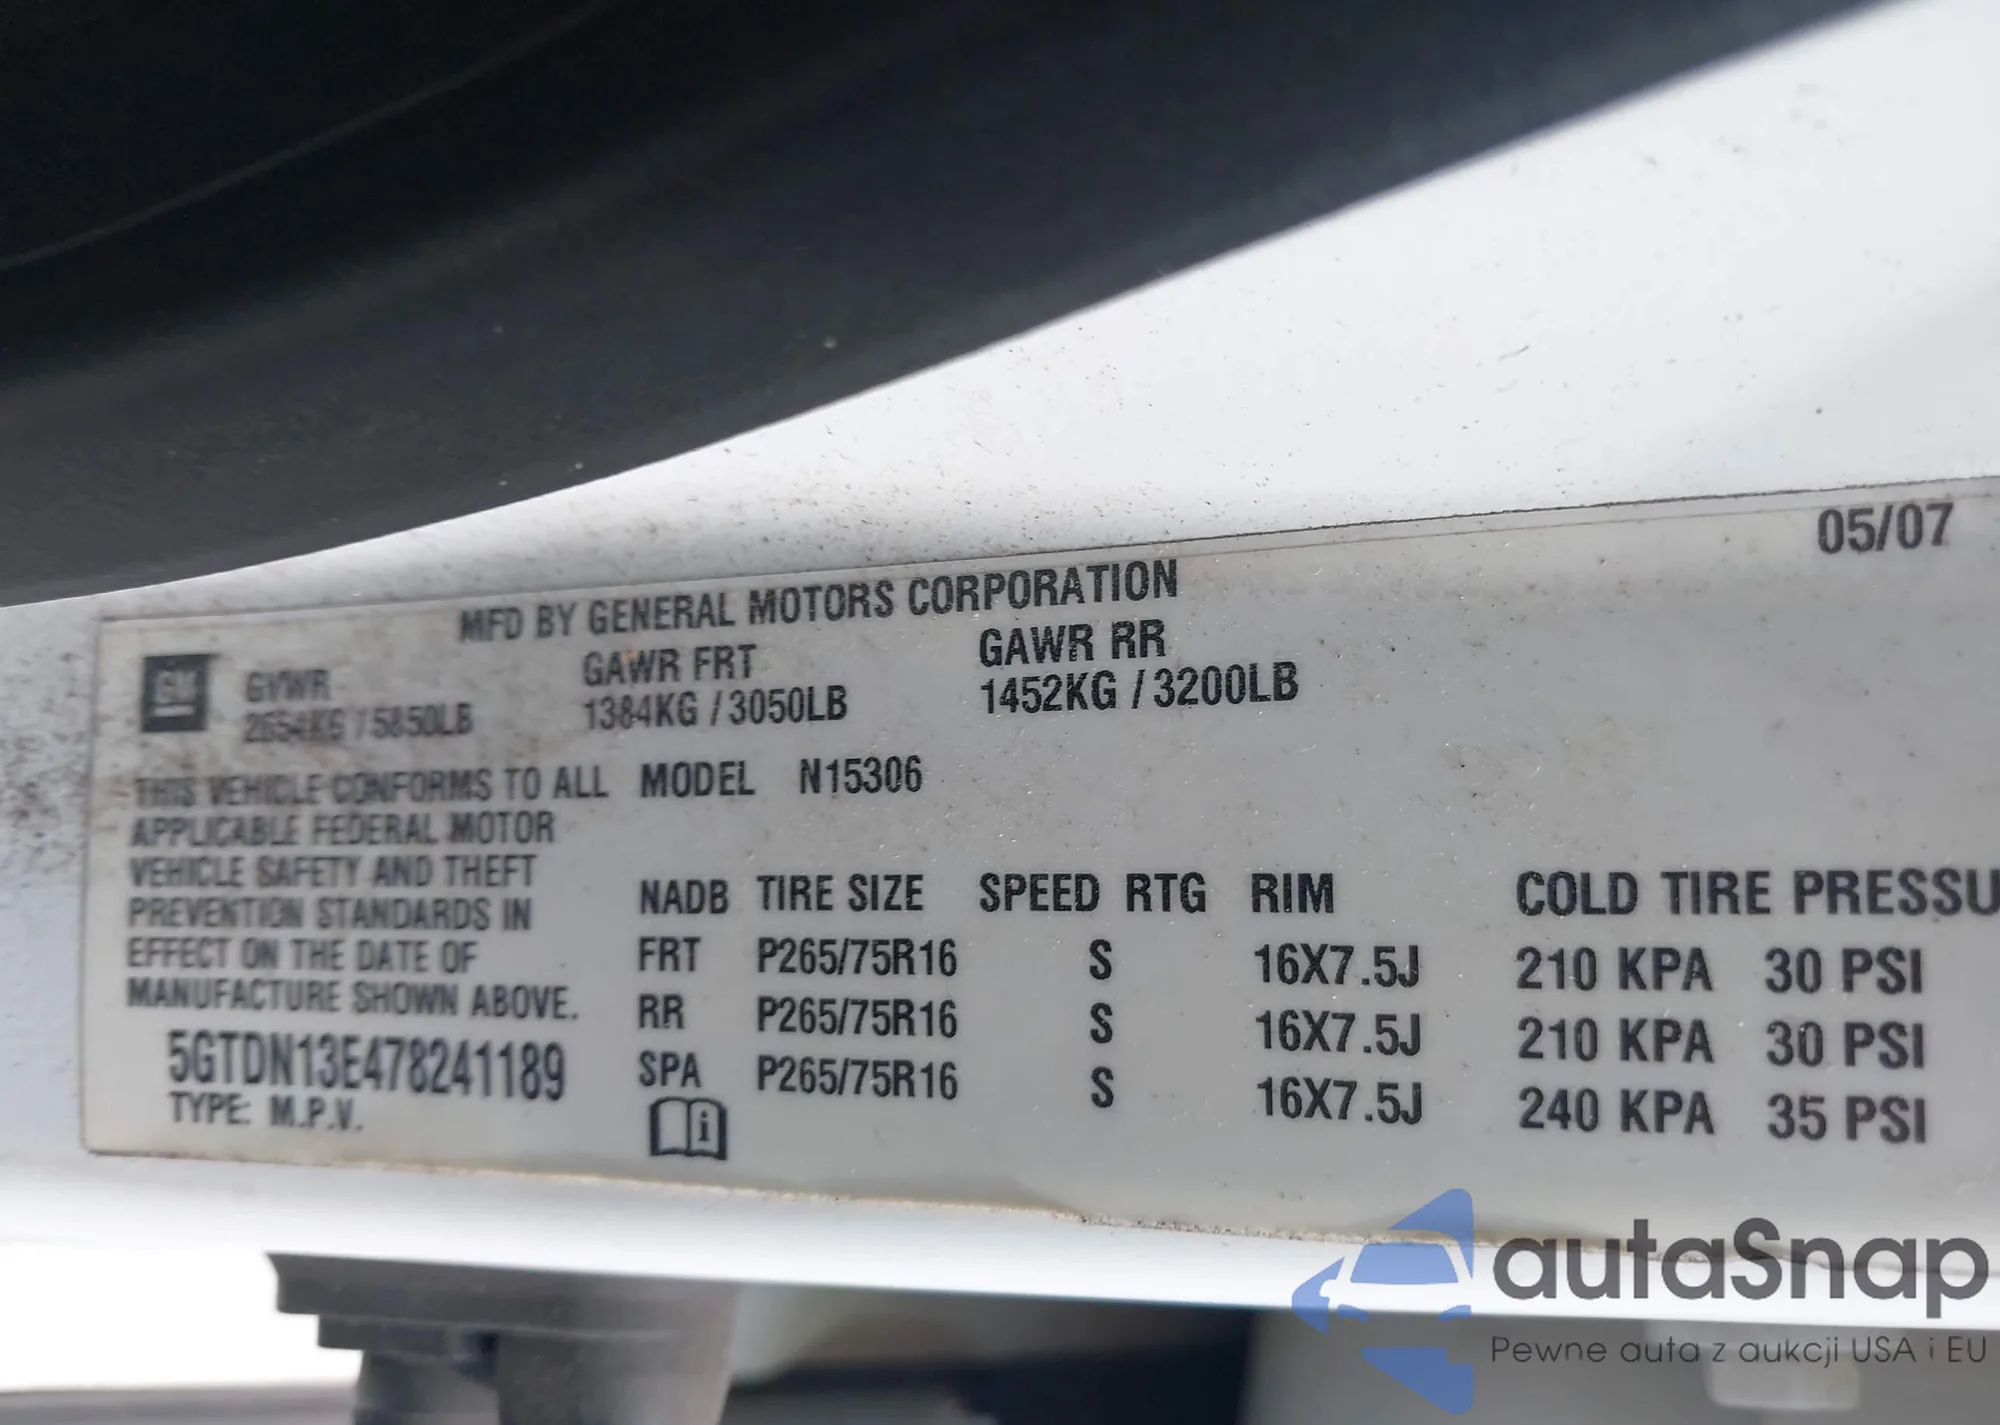 05/07
MFD BY GENERAL MOTORS CORPORATION
GM GVWR GAWR FRT GAWR RR
2654KG / 5850LB 1384KG / 3050LB 1452KG / 3200LB
THIS VEHICLE CONFORMS TO ALL MODEL N15306
APPLICABLE FEDERAL MOTOR
VEHICLE SAFETY AND THEFT
PREVENTION STANDARDS IN
EFFECT ON THE DATE OF
MANUFACTURE SHOWN ABOVE.
5GTDN13E478241189
TYPE: M.P.V.
NADB TIRE SIZE SPEED RTG RIM COLD TIRE PRESSU
FRT P265/75R16 S 16X7.5J 210 KPA 30 PSI
RR P265/75R16 S 16X7.5J 210 KPA 30 PSI
SPA P265/75R16 S 16X7.5J 240 KPA 35 PSI
i
autaSnap
Pewne auta z aukcji USA i EU